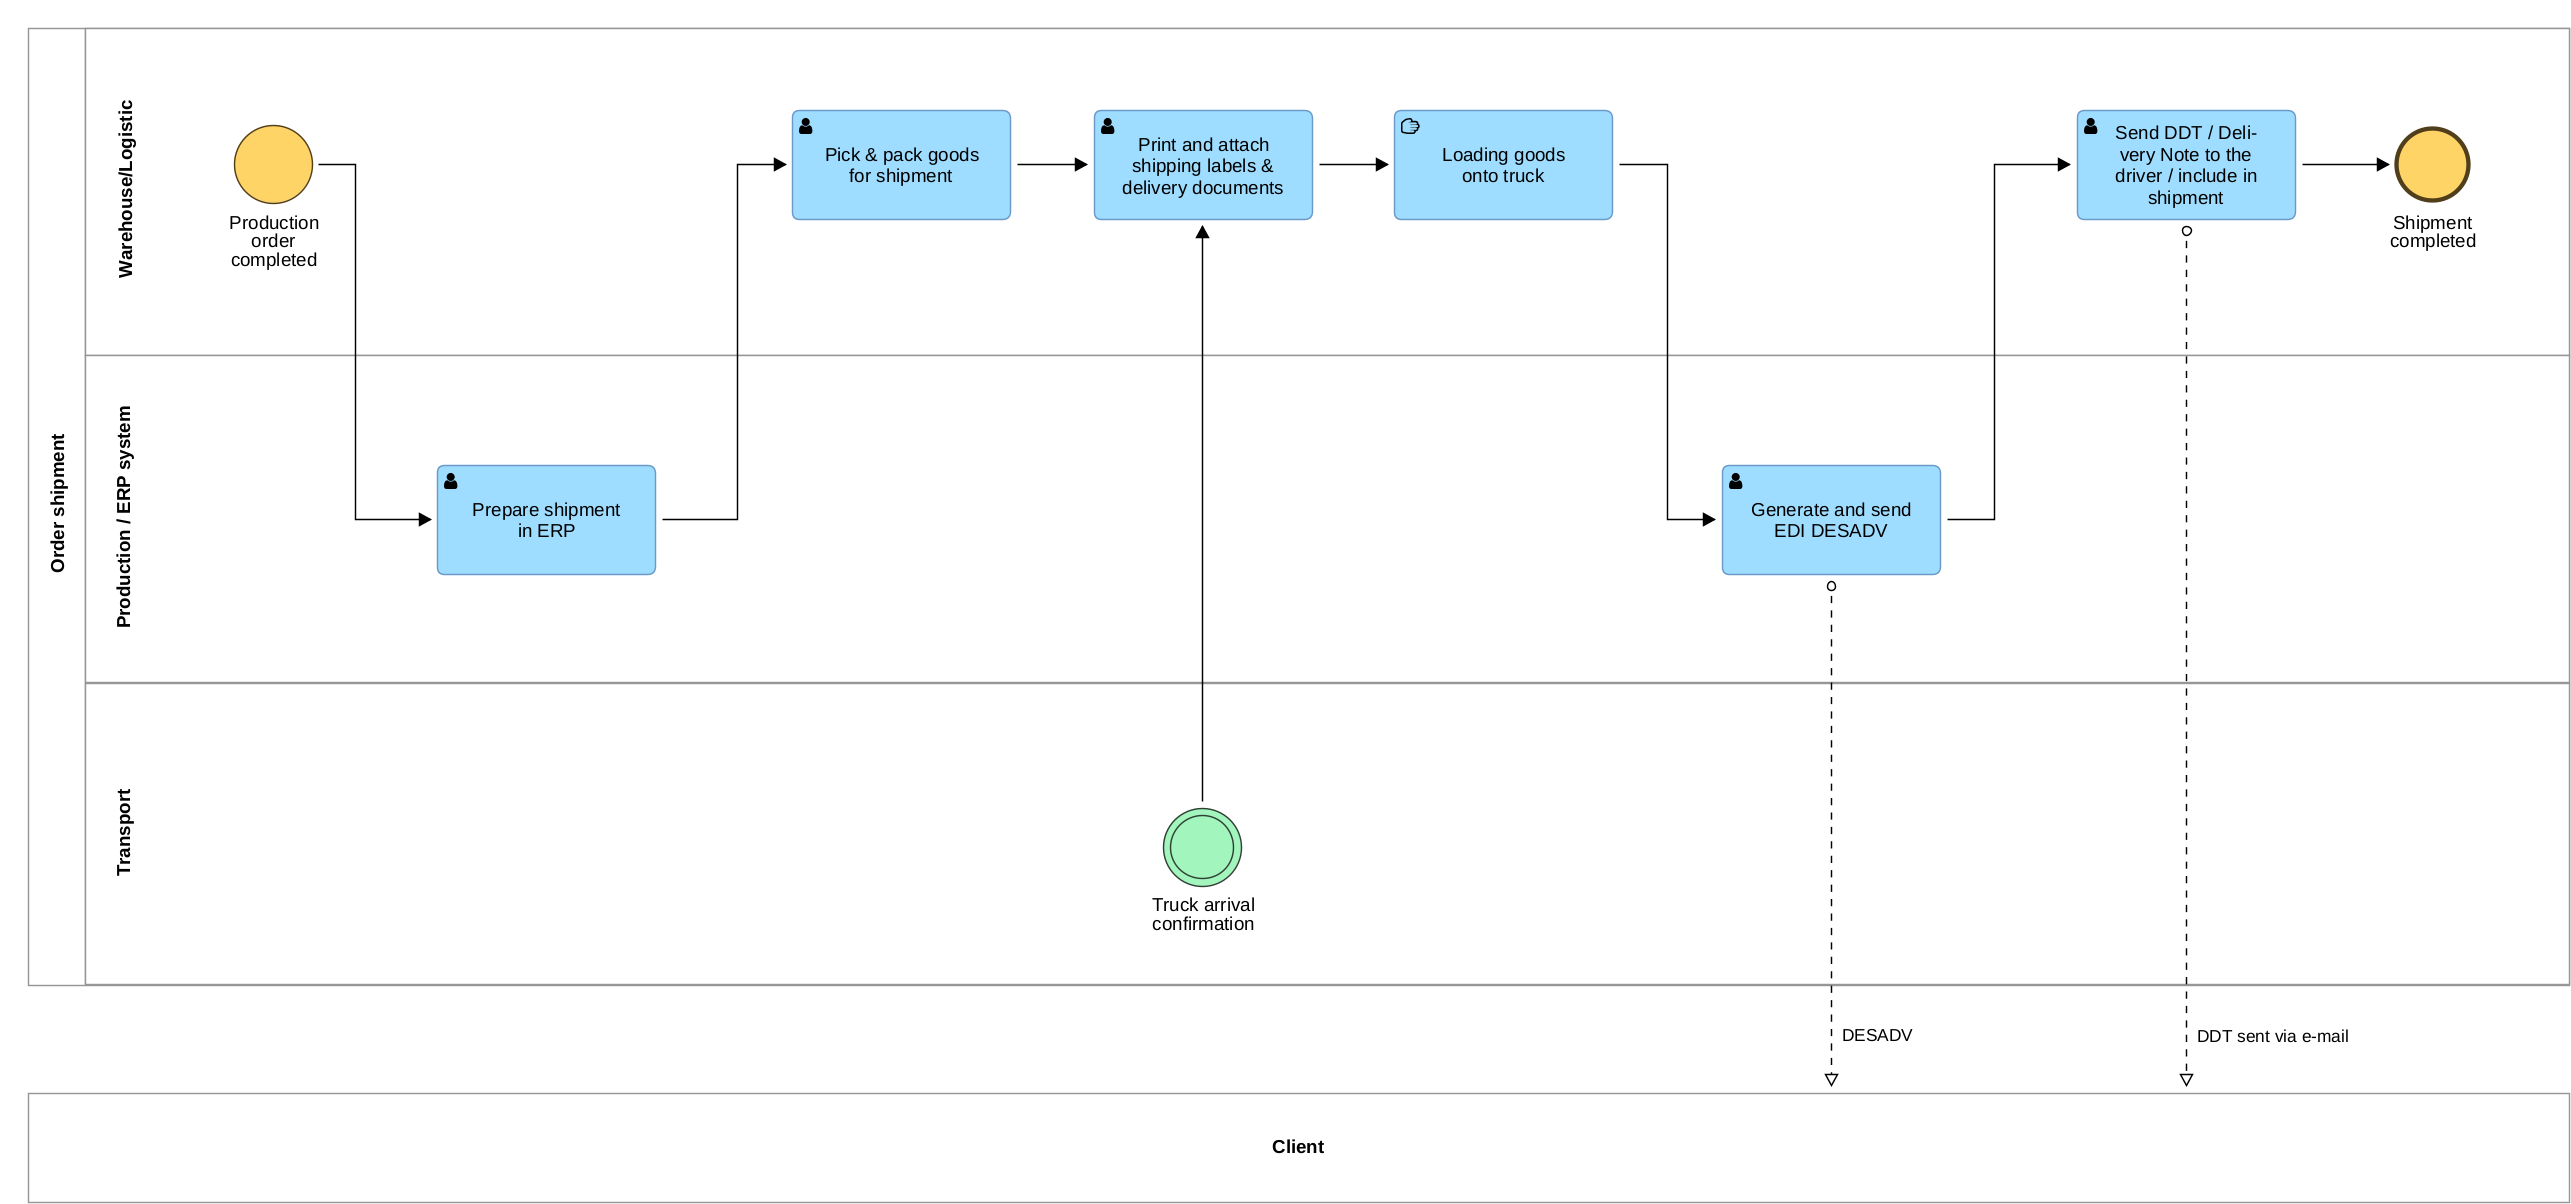 Order shipment
Warehouse/Logistic
Production
order
completed
Pick & pack goods
for shipment
Print and attach
shipping labels &
delivery documents
Loading goods
onto truck
Send DDT / Deli-
very Note to the
driver / include in
shipment
Shipment
completed
Production / ERP system
Prepare shipment
in ERP
Generate and send
EDI DESADV
Transport
Truck arrival
confirmation
DESADV
DDT sent via e-mail
Client